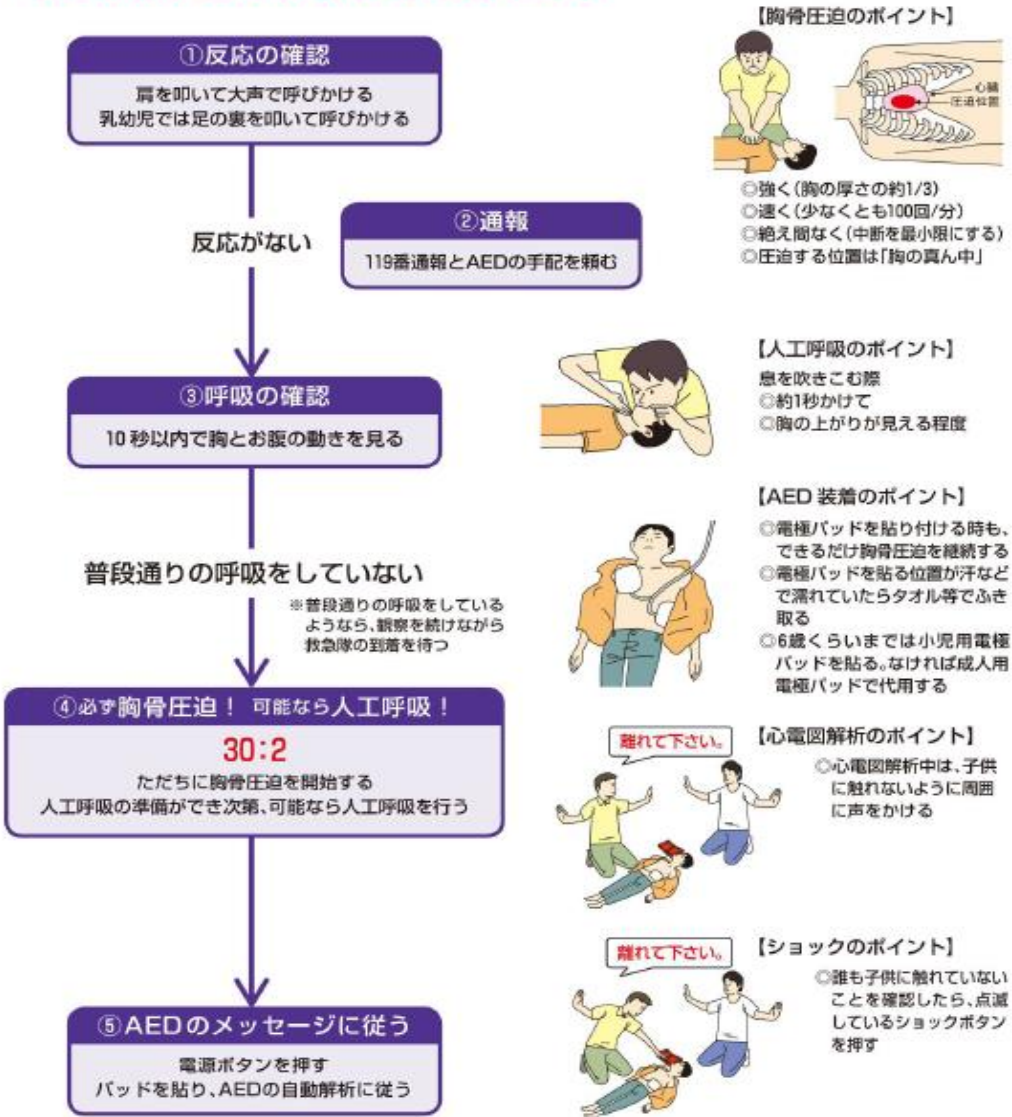 ①反応の確認
肩を叩いて大声で呼びかける
乳幼児では足の裏を叩いて呼びかける
反応がない
②通報
119番通報とAEDの手配を頼む
③呼吸の確認
10秒以内で胸とお腹の動きを見る
普段通りの呼吸をしていない
※普段通りの呼吸をしている
ようなら、観察を続けながら
救急隊の到着を待つ
④必ず胸骨圧迫！ 可能なら人工呼吸！
30：2
ただちに胸骨圧迫を開始する
人工呼吸の準備ができ次第、可能なら人工呼吸を行う
⑤AEDのメッセージに従う
電源ボタンを押す
パッドを貼り、AEDの自動解析に従う
【胸骨圧迫のポイント】
心臓
圧迫位置
◎強く（胸の厚さの約1/3）
◎速く（少なくとも100回/分）
◎絶え間なく（中断を最小限にする）
◎圧迫する位置は「胸の真ん中」
【人工呼吸のポイント】
息を吹きこむ際
◎約1秒かけて
◎胸の上がりが見える程度
【AED 装着のポイント】
◎電極パッドを貼り付ける時も、
できるだけ胸骨圧迫を継続する
◎電極パッドを貼る位置が汗など
で濡れていたらタオル等でふき
取る
◎6歳くらいまでは小児用電極
パッドを貼る。なければ成人用
電極パッドで代用する
離れて下さい。
【心電図解析のポイント】
◎心電図解析中は、子供
に触れないように周囲
に声をかける
離れて下さい。
【ショックのポイント】
◎誰も子供に触れていない
ことを確認したら、点滅
しているショックボタン
を押す